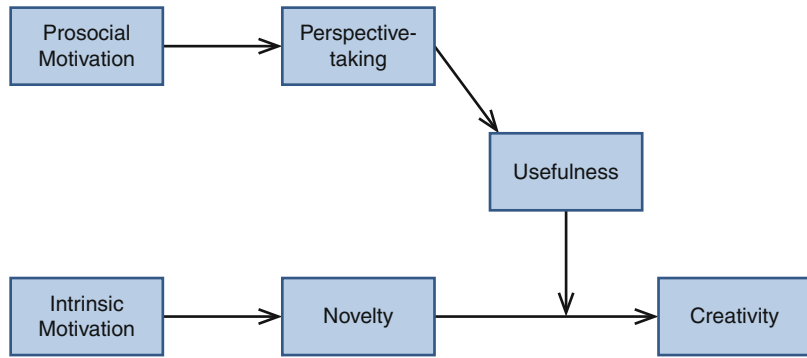 Prosocial
Motivation
Perspective-
taking
Usefulness
Intrinsic
Motivation
Novelty
Creativity